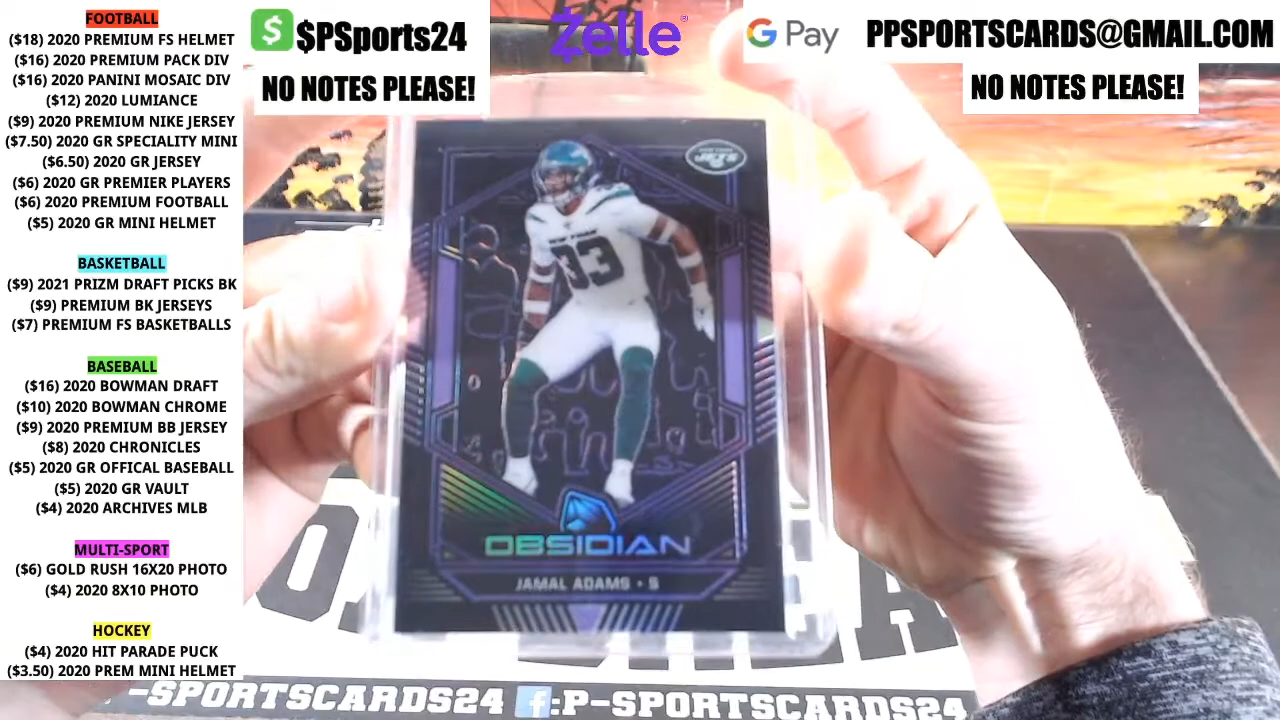 FOOTBALL
($18) 2020 PREMIUM FS HELMET
($16) 2020 PREMIUM PACK DIV
($16) 2020 PANINI MOSAIC DIV
($12) 2020 LUMIANCE
($9) 2020 PREMIUM NIKE JERSEY
($7.50) 2020 GR SPECIALITY MINI
($6.50) 2020 GR JERSEY
($6) 2020 GR PREMIER PLAYERS
($6) 2020 PREMIUM FOOTBALL
($5) 2020 GR MINI HELMET
BASKETBALL
($9) 2021 PRIZM DRAFT PICKS BK
($9) PREMIUM BK JERSEYS
($7) PREMIUM FS BASKETBALLS
BASEBALL
($16) 2020 BOWMAN DRAFT
($10) 2020 BOWMAN CHROME
($9) 2020 PREMIUM BB JERSEY
($8) 2020 CHRONICLES
($5) 2020 GR OFFICAL BASEBALL
($5) 2020 GR VAULT
($4) 2020 ARCHIVES MLB
MULTI-SPORT
($6) GOLD RUSH 16X20 PHOTO
($4) 2020 8X10 PHOTO
HOCKEY
($4) 2020 HIT PARADE PUCK
($3.50) 2020 PREM MINI HELMET
$ $PSports24
NO NOTES PLEASE!
Zelle®
G Pay PPSPORTSCARDS@GMAIL.COM
NO NOTES PLEASE!
JETS
NEW YORK
33
OBSIDIAN
JAMAL ADAMS • S
-SPORTSCARDS24 f:P-SPORTSCARDS24